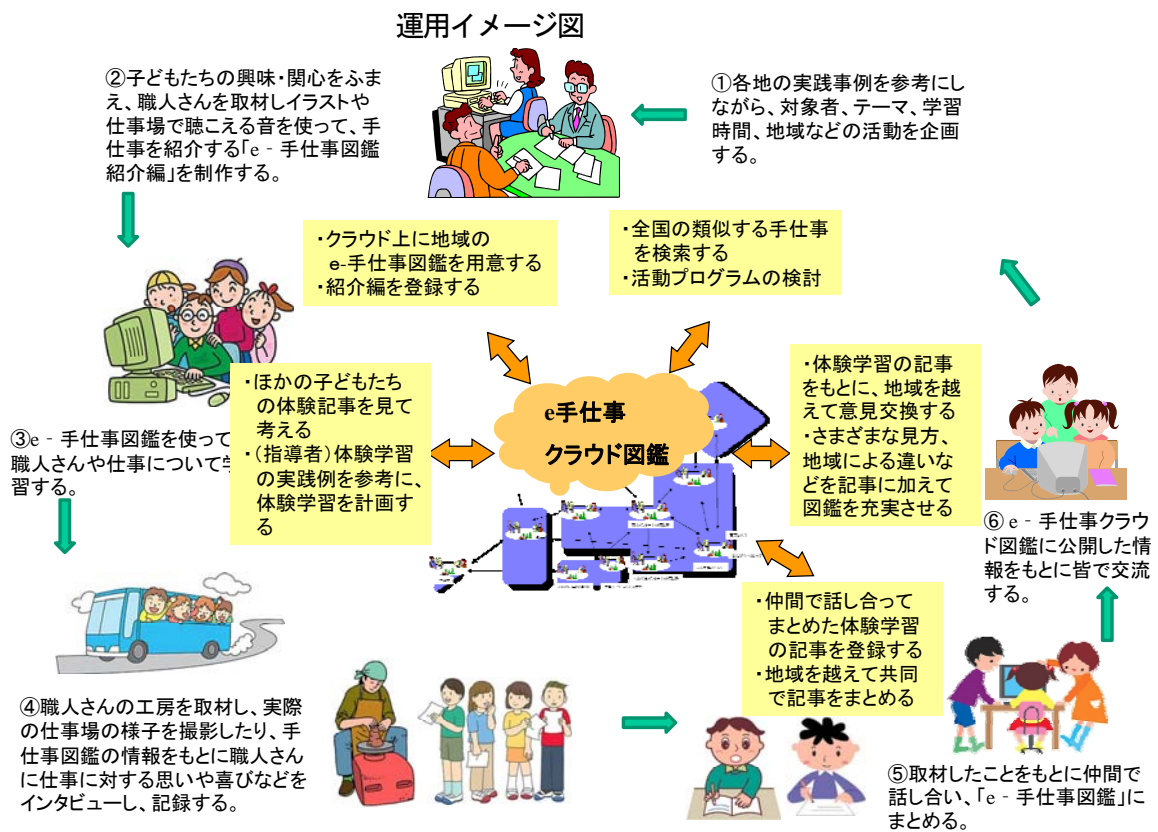 運用イメージ図
①各地の実践事例を参考にし
ながら、対象者、テーマ、学習
時間、地域などの活動を企画
する。
②子どもたちの興味・関心をふま
え、職人さんを取材しイラストや
仕事場で聴こえる音を使って、手
仕事を紹介する「e‐手仕事図鑑
紹介編」を制作する。
・クラウド上に地域の
e-手仕事図鑑を用意する
・紹介編を登録する
・全国の類似する手仕事
を検索する
・活動プログラムの検討
③e‐手仕事図鑑を使って
職人さんや仕事について学
習する。
・ほかの子どもたち
の体験記事を見て
考える
・(指導者)体験学習
の実践例を参考に、
体験学習を計画す
る
e手仕事
クラウド図鑑
・体験学習の記事
をもとに、地域を越
えて意見交換する
・さまざまな見方、
地域による違いな
どを記事に加えて
図鑑を充実させる
⑥e‐手仕事クラウ
ド図鑑に公開した情
報をもとに皆で交流
する。
・仲間で話し合って
まとめた体験学習
の記事を登録する
・地域を越えて共同
で記事をまとめる
④職人さんの工房を取材し、実際
の仕事場の様子を撮影したり、手
仕事図鑑の情報をもとに職人さん
に仕事に対する思いや喜びなどを
インタビューし、記録する。
⑤取材したことをもとに仲間で
話し合い、「e‐手仕事図鑑」に
まとめる。